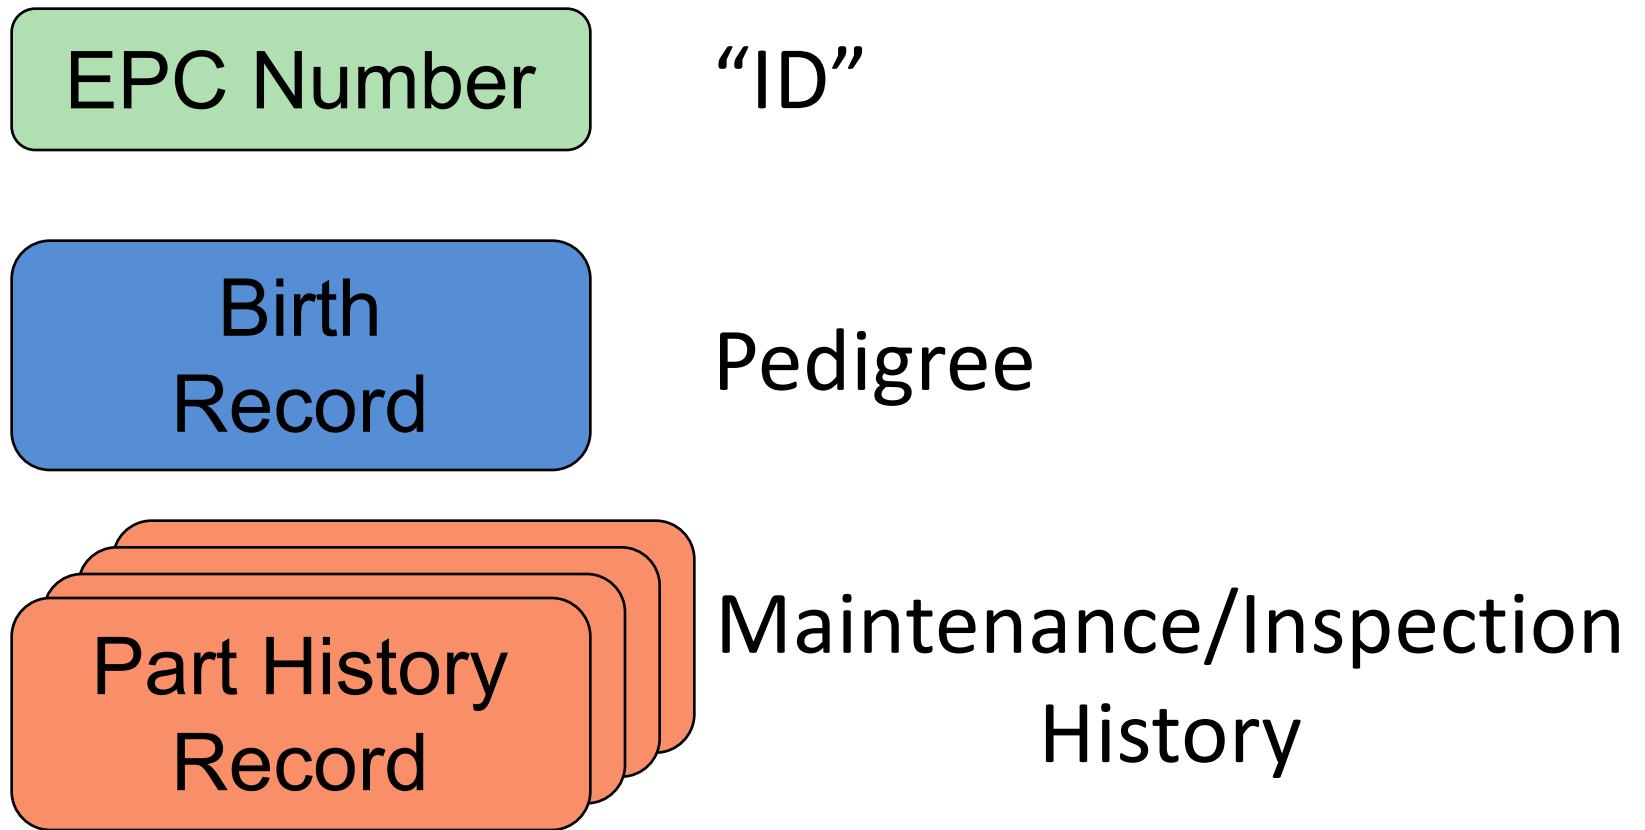 EPC Number
“ID”
Birth
Record
Pedigree
Part History
Record
Maintenance/Inspection
History